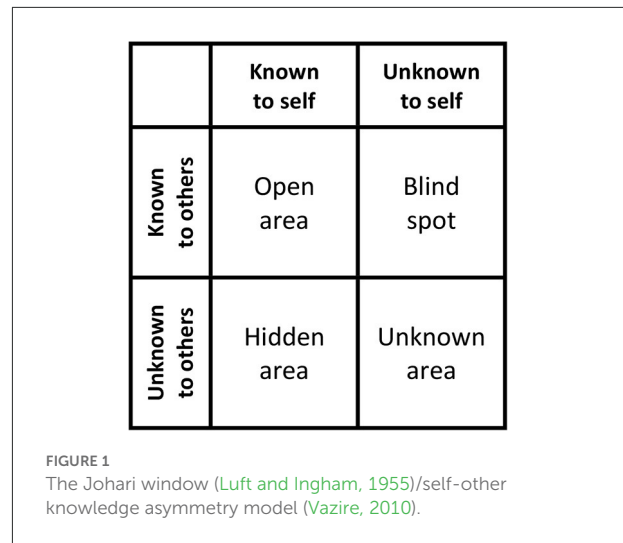 Known
to self
Unknown
to self
Known
to others
Open
area
Blind
spot
Unknown
to others
Hidden
area
Unknown
area
FIGURE 1
The Johari window (Luft and Ingham, 1955)/self-other
knowledge asymmetry model (Vazire, 2010).